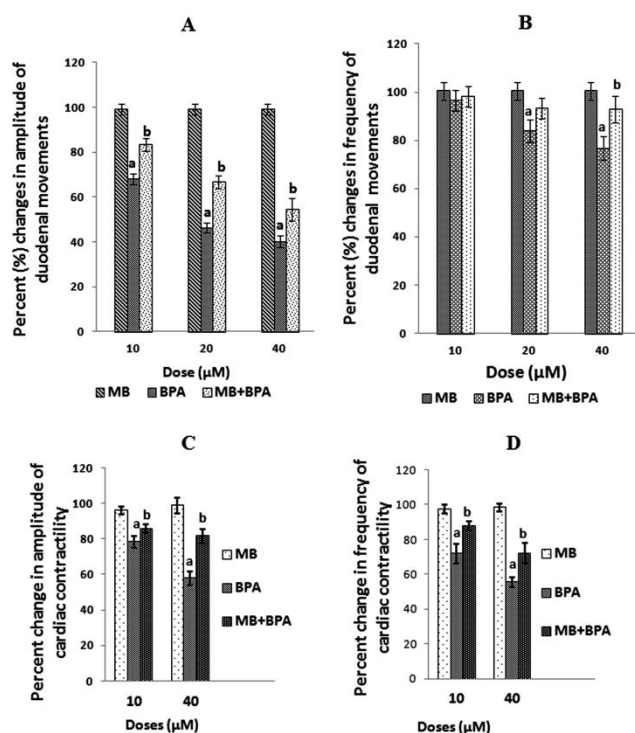 A
Percent (%) changes in amplitude of
duodenal movements
120
100
80
60
40
20
0
a
b
a
b
a
b
10 20 40
Dose (µM)
MB BPA MB+BPA
B
Percent (%) changes in frequency of
duodenal movements
120
100
80
60
40
20
0
a
a
b
10 20 40
Dose (µM)
MB BPA MB+BPA
C
Percent change in amplitude of
cardiac contractility
120
100
80
60
40
20
0
a
b
a
b
10 40
Doses (µM)
MB
BPA
MB+BPA
D
Percent change in frequency of
cardiac contractility
120
100
80
60
40
20
0
a
b
a
b
10 40
Doses (µM)
MB
BPA
MB+BPA